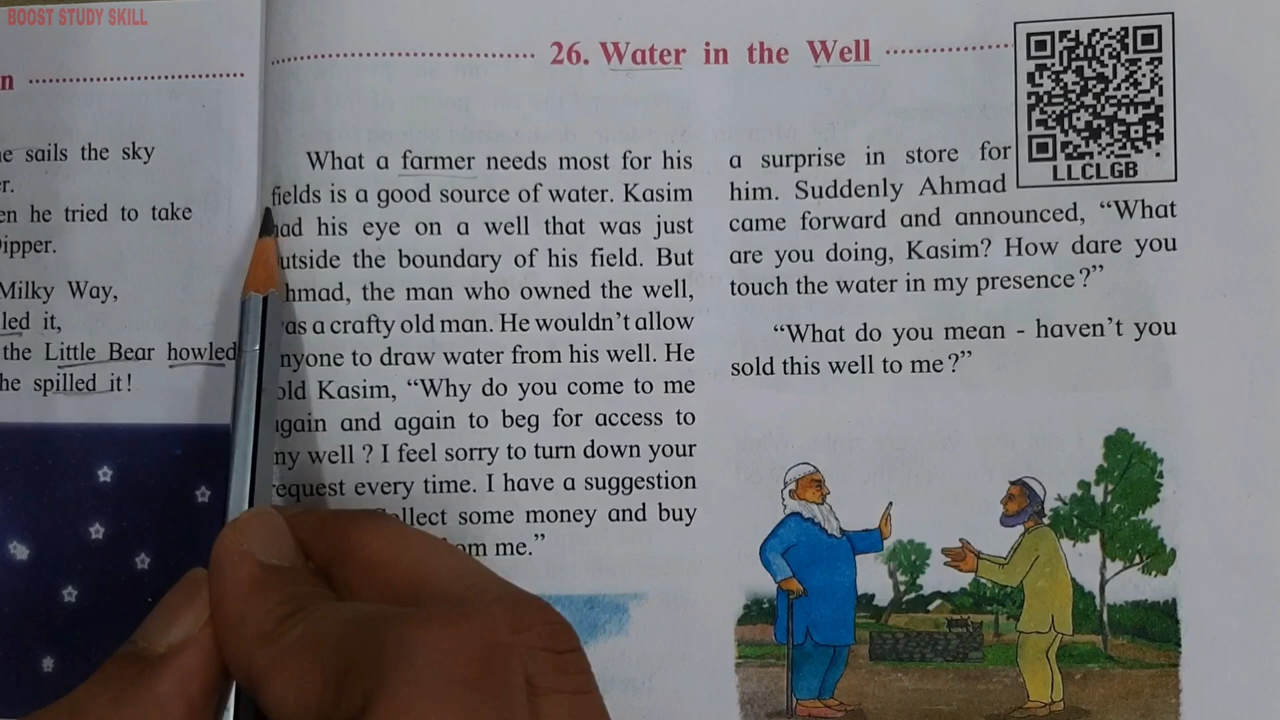 BOOST STUDY SKILL
n
e sails the sky
r.
en he tried to take
ipper.
Milky Way,
led it,
the Little Bear howled
he spilled it!
26. Water in the Well
LLCLGB
What a farmer needs most for his
fields is a good source of water. Kasim
ad his eye on a well that was just
utside the boundary of his field. But
hmad, the man who owned the well,
as a crafty old man. He wouldn't allow
nyone to draw water from his well. He
old Kasim, “Why do you come to me
gain and again to beg for access to
my well ? I feel sorry to turn down your
request every time. I have a suggestion
llect some money and buy
om me.”
a surprise in store for
him. Suddenly Ahmad
came forward and announced, “What
are you doing, Kasim? How dare you
touch the water in my presence?”
“What do you mean - haven't you
sold this well to me?”